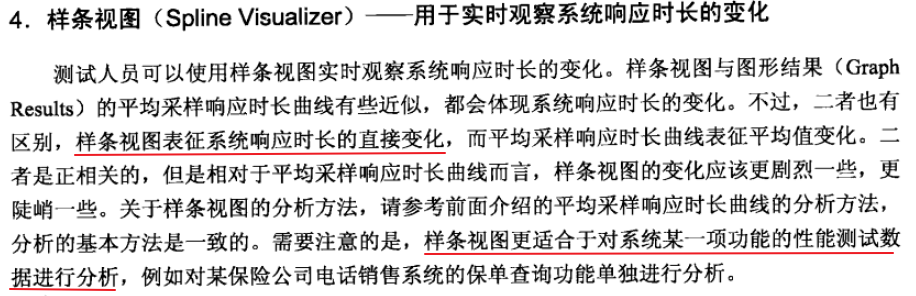 4．样条视图（Spline Visualizer）——用于实时观察系统响应时长的变化
测试人员可以使用样条视图实时观察系统响应时长的变化。样条视图与图形结果（Graph
Results）的平均采样响应时长曲线有些近似，都会体现系统响应时长的变化。不过，二者也有
区别，样条视图表征系统响应时长的直接变化，而平均采样响应时长曲线表征平均值变化。二
者是正相关的，但是相对于平均采样响应时长曲线而言，样条视图的变化应该更剧烈一些，更
陡峭一些。关于样条视图的分析方法，请参考前面介绍的平均采样响应时长曲线的分析方法，
分析的基本方法是一致的。需要注意的是，样条视图更适合于对系统某一项功能的性能测试数
据进行分析，例如对某保险公司电话销售系统的保单查询功能单独进行分析。